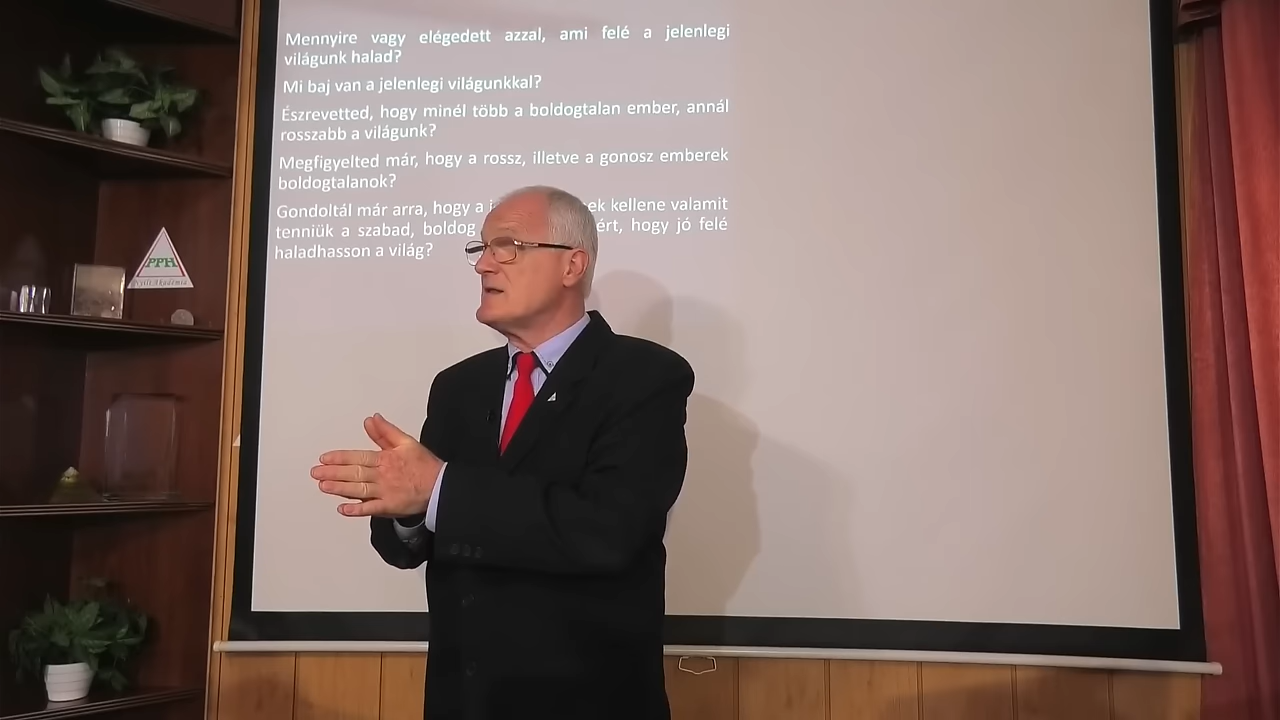 Mennyire vagy elégedett azzal, ami felé a jelenlegi
világunk halad?
Mi baj van a jelenlegi világunkkal?
Észrevetted, hogy minél több a boldogtalan ember, annál
rosszabb a világunk?
Megfigyelted már, hogy a rossz, illetve a gonosz emberek
boldogtalanok?
Gondoltál már arra, hogy a kellene valamit
tenniük a szabad, boldog hogy jó felé
haladhasson a világ?
PPH
Nyílt Akadémia